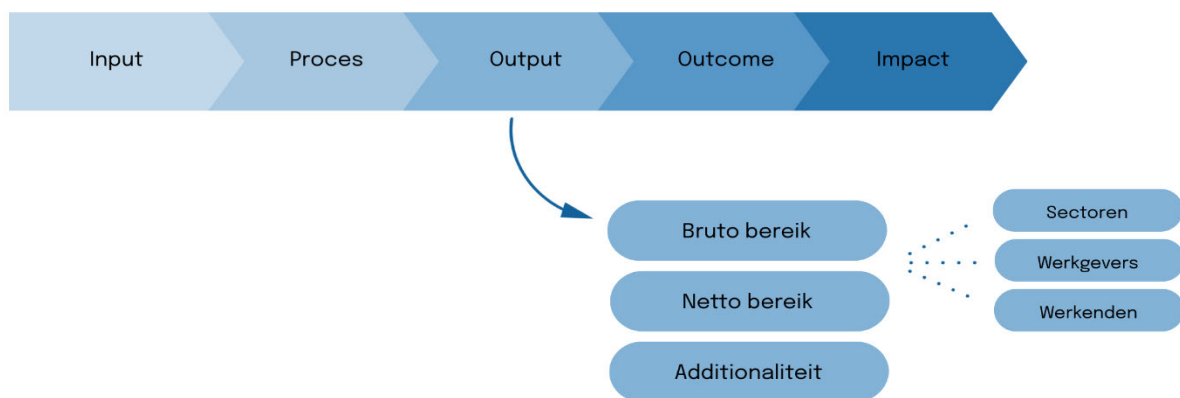 Input
Proces
Output
Outcome
Impact
Bruto bereik
Netto bereik
Additionaliteit
Sectoren
Werkgevers
Werkenden